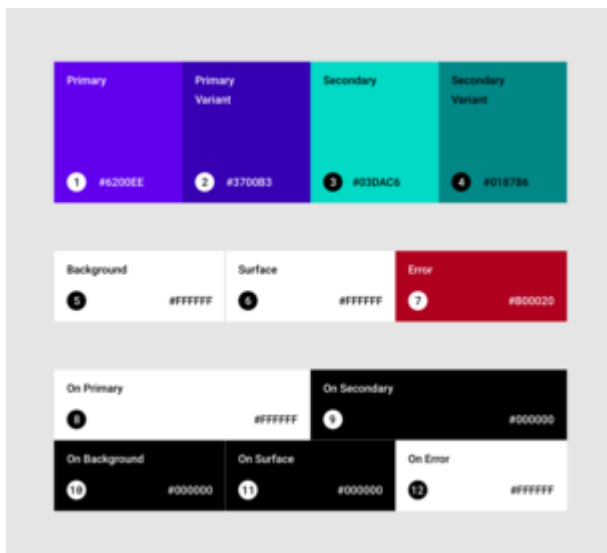 Primary
Primary
Variant
Secondary
Secondary
Variant
1 #6200EE
2 #3700B3
3 #03DAC6
4 #018786
Background
Surface
Error
5 #FFFFFF
6 #FFFFFF
7 #B00020
On Primary
On Secondary
8 #FFFFFF
9 #000000
On Background
On Surface
On Error
10 #000000
11 #000000
12 #FFFFFF